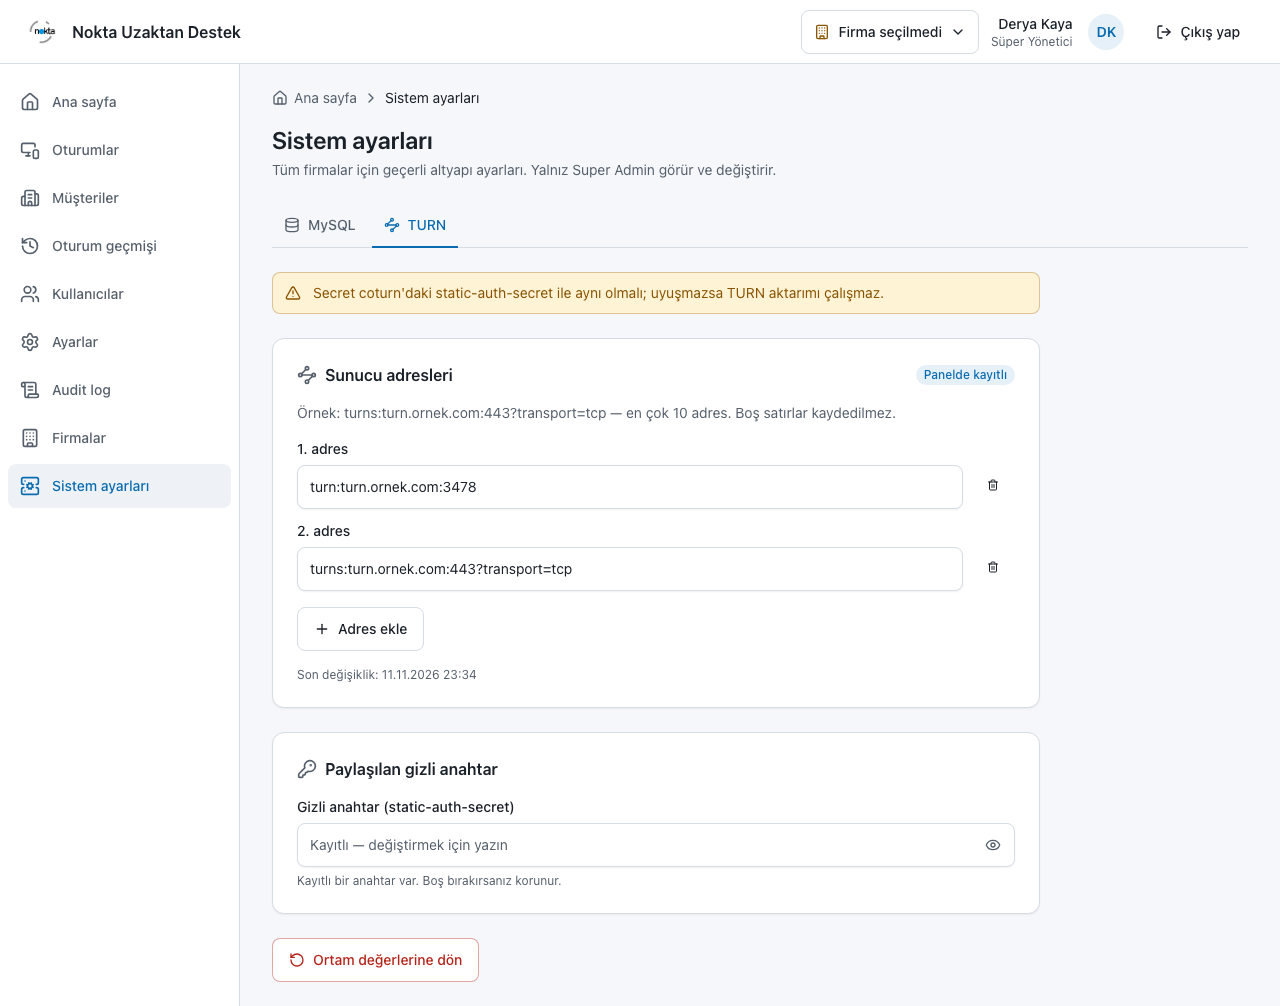 nokta
Nokta Uzaktan Destek
Firma seçilmedi
Derya Kaya
Süper Yönetici
DK
Çıkış yap
Ana sayfa
Oturumlar
Müşteriler
Oturum geçmişi
Kullanıcılar
Ayarlar
Audit log
Firmalar
Sistem ayarları
Ana sayfa
Sistem ayarları
Sistem ayarları
Tüm firmalar için geçerli altyapı ayarları. Yalnız Super Admin görür ve değiştirir.
MySQL
TURN
Secret coturn'daki static-auth-secret ile aynı olmalı; uyuşmazsa TURN aktarımı çalışmaz.
Sunucu adresleri
Panelde kayıtlı
Örnek: turns:turn.ornek.com:443?transport=tcp — en çok 10 adres. Boş satırlar kaydedilmez.
1. adres
turn:turn.ornek.com:3478
2. adres
turns:turn.ornek.com:443?transport=tcp
Adres ekle
Son değişiklik: 11.11.2026 23:34
Paylaşılan gizli anahtar
Gizli anahtar (static-auth-secret)
Kayıtlı — değiştirmek için yazın
Kayıtlı bir anahtar var. Boş bırakırsanız korunur.
Ortam değerlerine dön